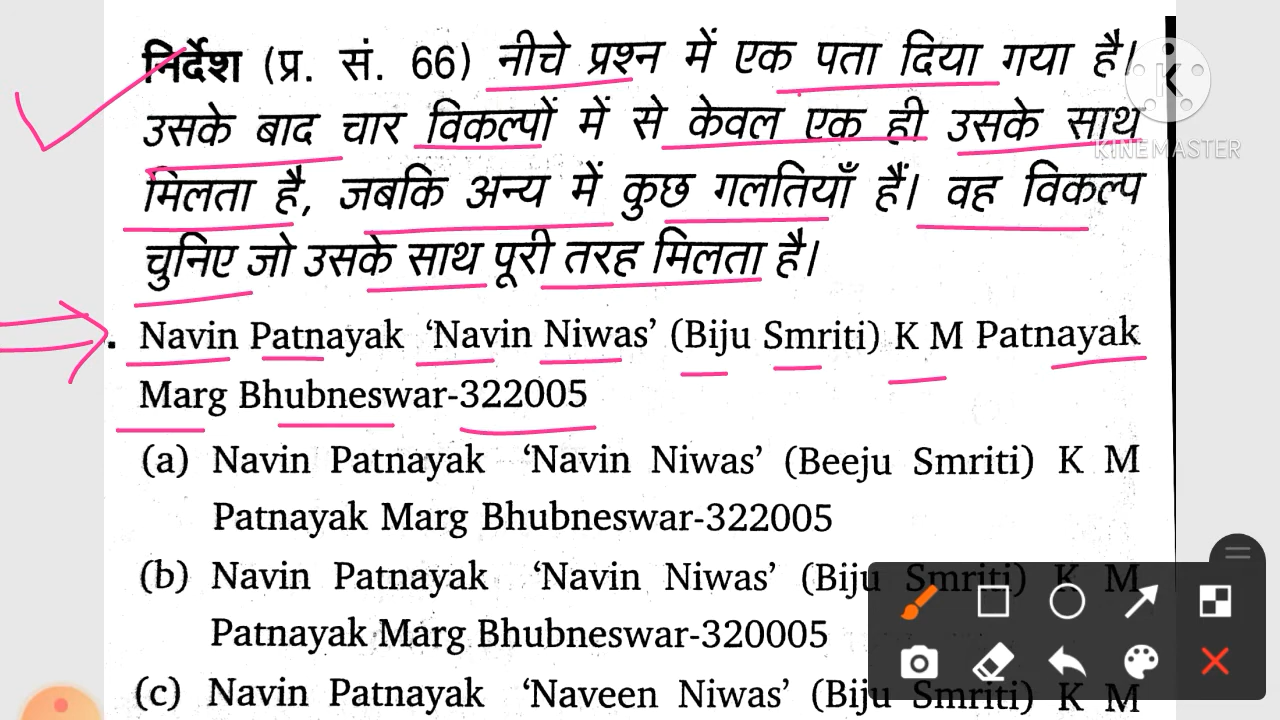 निर्देश (प्र. सं. 66) नीचे प्रश्न में एक पता दिया गया है।
उसके बाद चार विकल्पों में से केवल एक ही उसके साथ
मिलता है, जबकि अन्य में कुछ गलतियाँ हैं। वह विकल्प
चुनिए जो उसके साथ पूरी तरह मिलता है।
K
KINEMASTER
. Navin Patnayak ‘Navin Niwas’ (Biju Smriti) K M Patnayak
Marg Bhubneswar-322005
(a) Navin Patnayak ‘Navin Niwas’ (Beeju Smriti) K M
Patnayak Marg Bhubneswar-322005
(b) Navin Patnayak ‘Navin Niwas’ (Biju Smriti) K M
Patnayak Marg Bhubneswar-320005
(c) Navin Patnayak ‘Naveen Niwas’ (Biju Smriti) K M